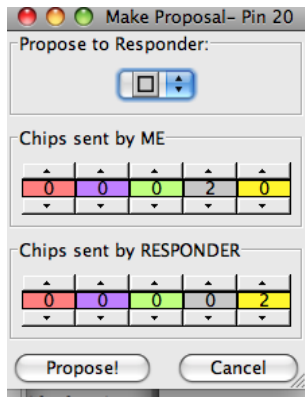 Make Proposal- Pin 20
Propose to Responder:
Chips sent by ME
0 0 0 2 0
Chips sent by RESPONDER
0 0 0 0 2
Propose! Cancel